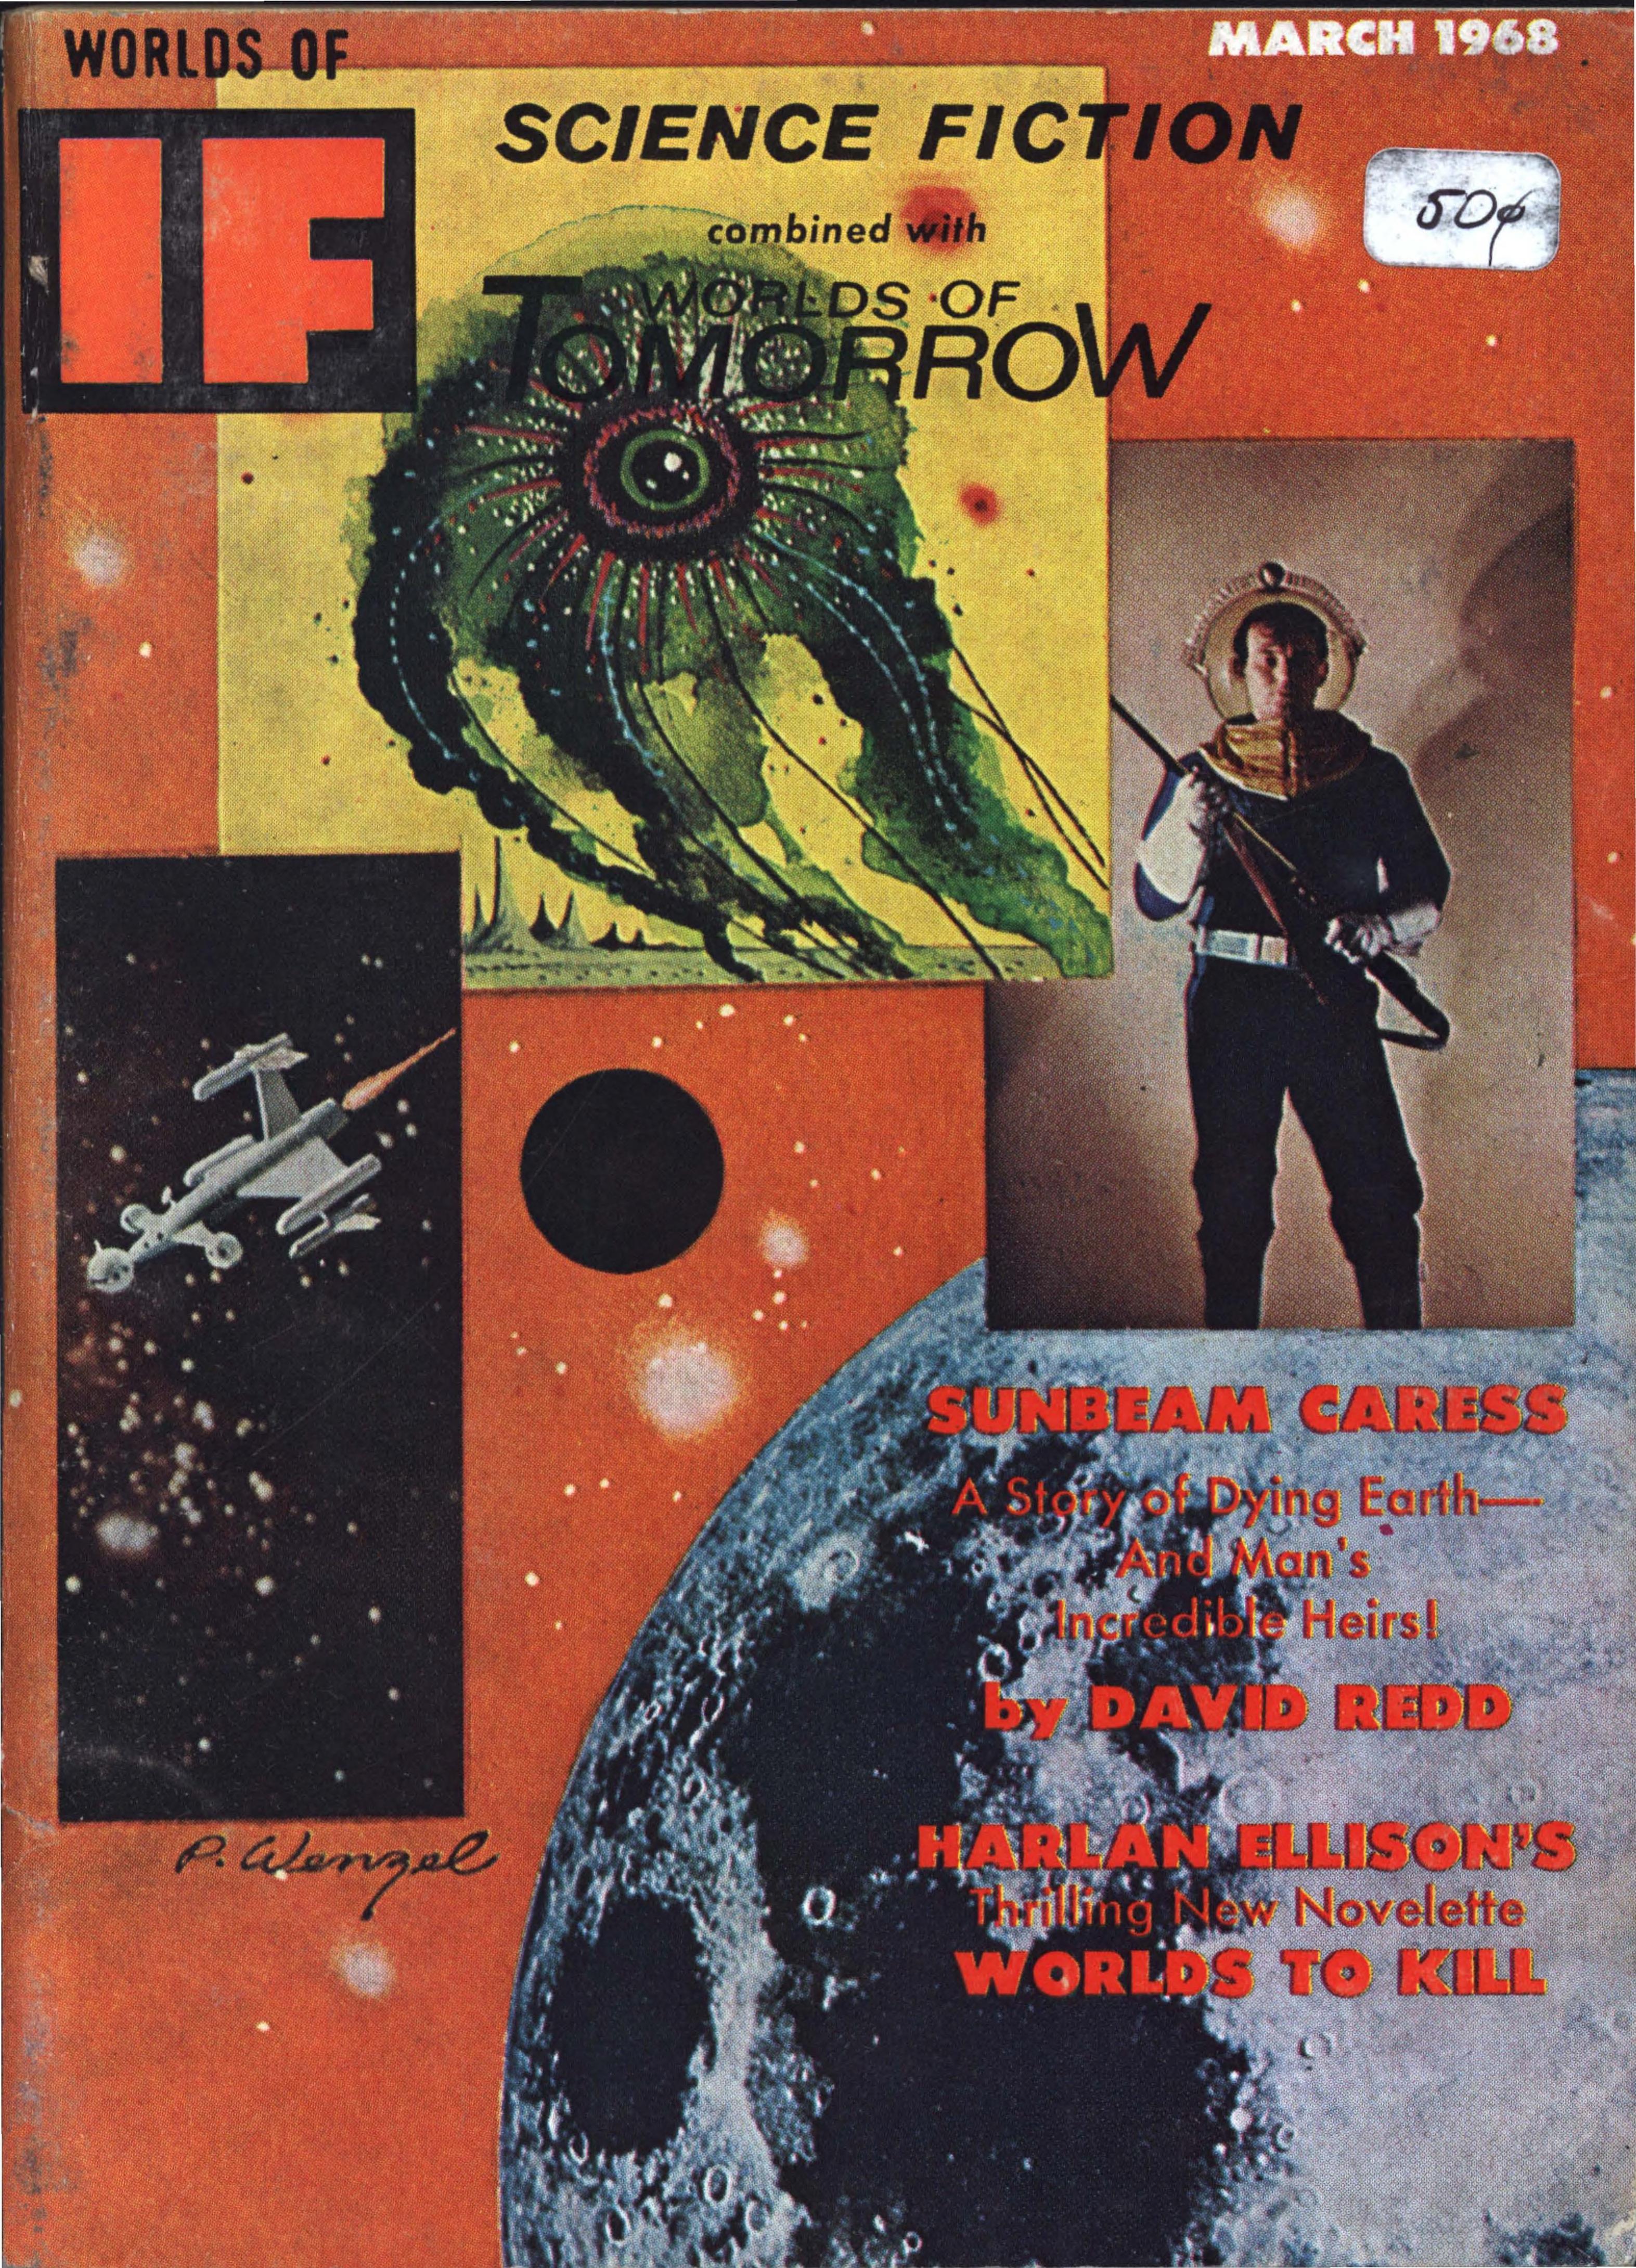 WORLDS OF
IF
MARCH 1968
SCIENCE FICTION
50¢
combined with
WORLDS OF
TOMORROW
SUNBEAM CARESS
A Story of Dying Earth—
And Man's
Incredible Heirs!
by DAVID REDD
HARLAN ELLISON'S
Thrilling New Novelette
WORLDS TO KILL
P. Wenzel